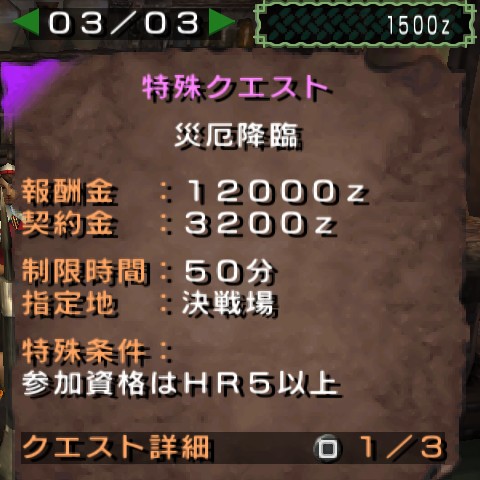 03/03
1500z
特殊クエスト
災厄降臨
報酬金 :12000z
契約金 :3200z
制限時間:50分
指定地 :決戦場
特殊条件:
参加資格はHR5以上
クエスト詳細 1/3